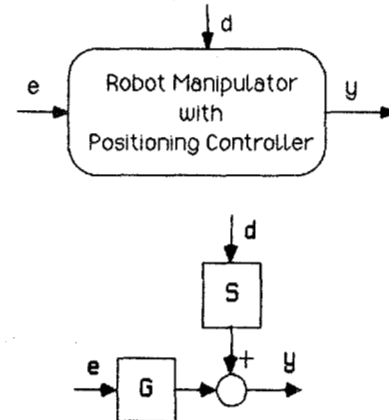 d
e
Robot Manipulator
with
Positioning Controller
y
d
S
+
e
G
y